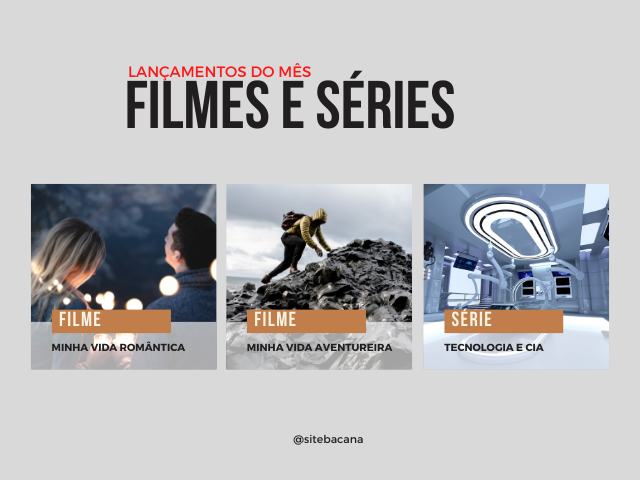 LANÇAMENTOS DO MÊS
FILMES E SÉRIES
FILME
MINHA VIDA ROMÂNTICA
FILME
MINHA VIDA AVENTUREIRA
SÉRIE
TECNOLOGIA E CIA
@sitebacana